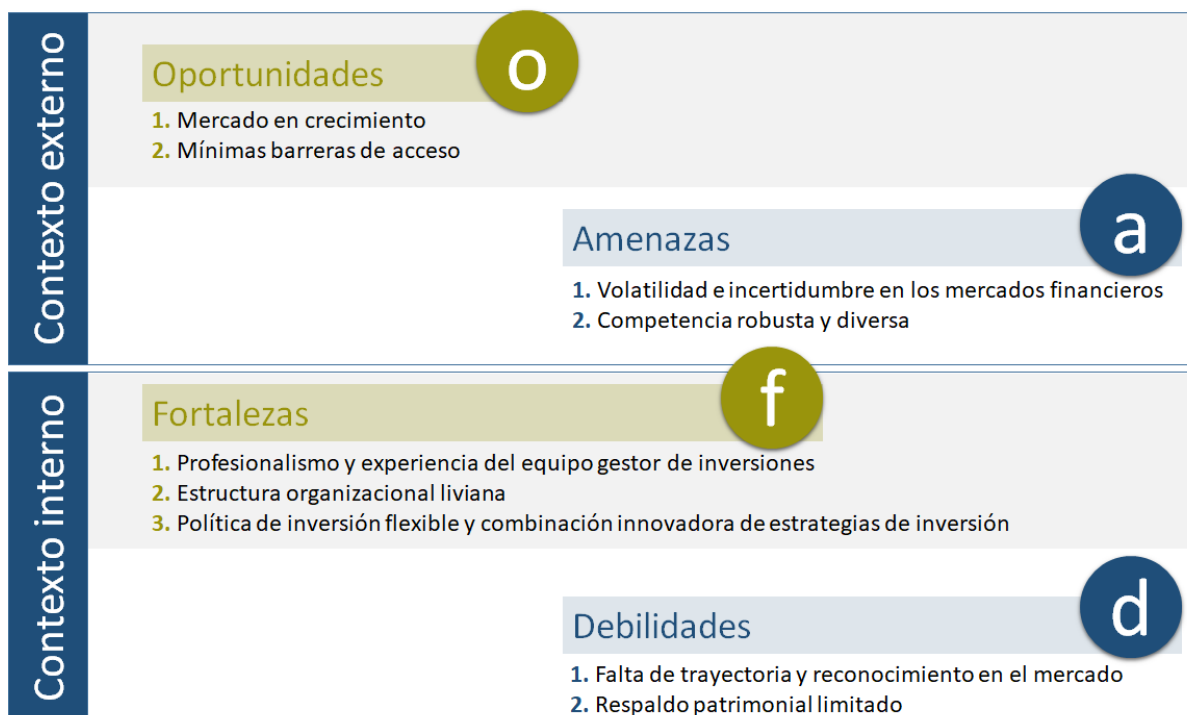 Contexto externo
Oportunidades
o
1. Mercado en crecimiento
2. Mínimas barreras de acceso
Amenazas
a
1. Volatilidad e incertidumbre en los mercados financieros
2. Competencia robusta y diversa
Contexto interno
Fortalezas
f
1. Profesionalismo y experiencia del equipo gestor de inversiones
2. Estructura organizacional liviana
3. Política de inversión flexible y combinación innovadora de estrategias de inversión
Debilidades
d
1. Falta de trayectoria y reconocimiento en el mercado
2. Respaldo patrimonial limitado